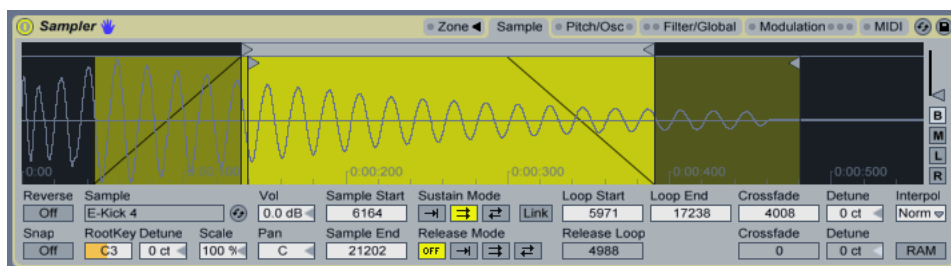 Sampler Zone Sample Pitch/Osc Filter/Global Modulation MIDI
0:00 0:00:100 0:00:200 0:00:300 0:00:400 0:00:500
B
M
L
R
Reverse Sample Vol Sample Start Sustain Mode Loop Start Loop End Crossfade Detune Interpol
Off E-Kick 4 0.0 dB 6164 Link 5971 17238 4008 0 ct Norm
Snap RootKey Detune Scale Pan Sample End Release Mode Release Loop Crossfade Detune
Off C3 0 ct 100 % C 21202 OFF 4988 0 0 ct RAM